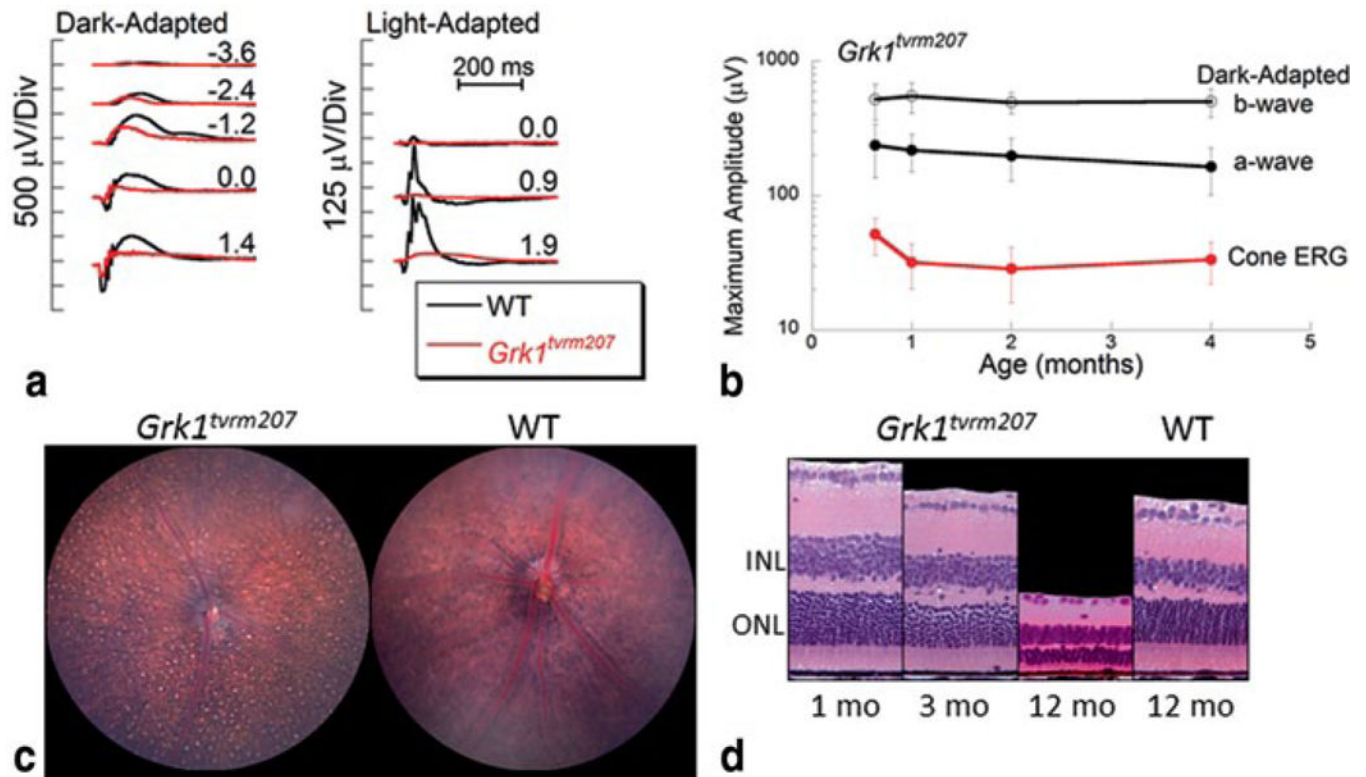 Dark-Adapted
Light-Adapted
500 µV/Div
-3.6
-2.4
-1.2
0.0
1.4
125 µV/Div
200 ms
0.0
0.9
1.9
WT
Grk1tvrm207
a
Grk1tvrm207
Maximum Amplitude (µV)
1000
100
10
Dark-Adapted
b-wave
a-wave
Cone ERG
0 1 2 3 4 5
Age (months)
b
Grk1tvrm207 WT
c
Grk1tvrm207 WT
INL
ONL
1 mo 3 mo 12 mo 12 mo
d